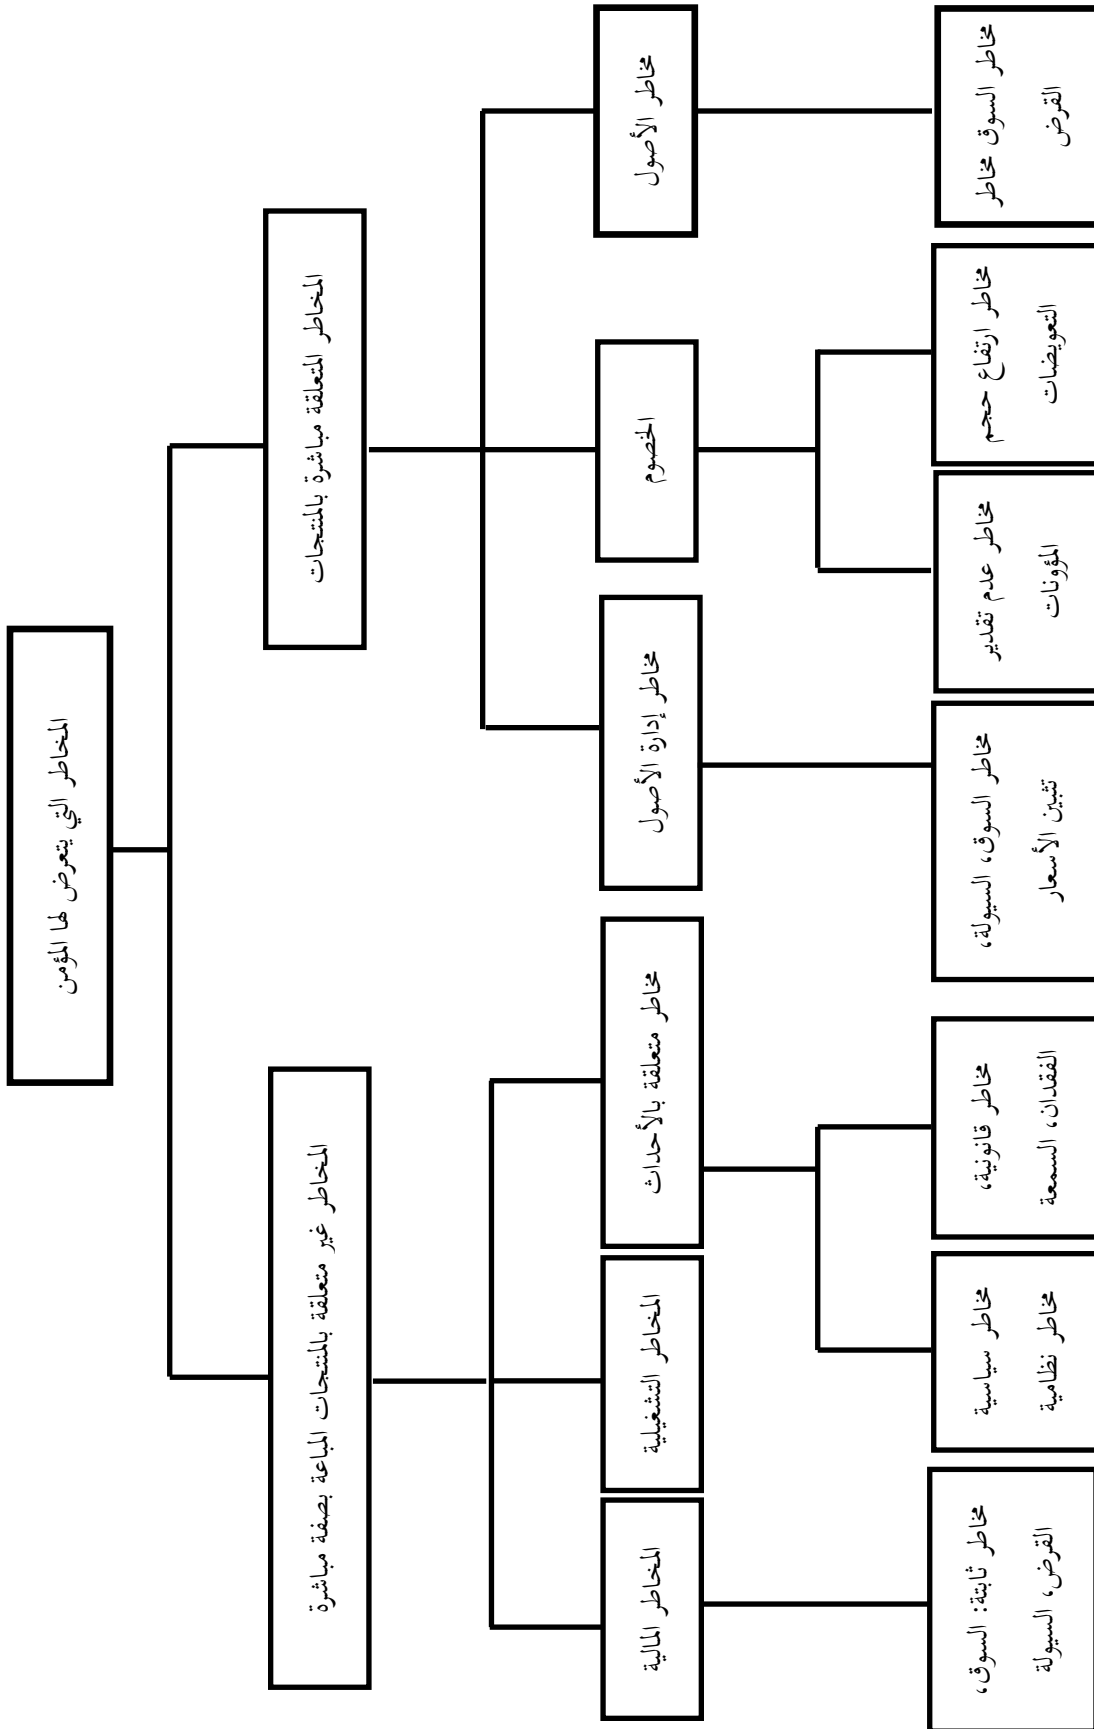 المخاطر التي يتعرض لها المؤمن
المخاطر المتعلقة مباشرة بالمنتجات
المخاطر غير متعلقة بالمنتجات المباعة بصفة مباشرة
مخاطر الأصول
الخصوم
مخاطر إدارة الأصول
مخاطر متعلقة بالأحداث
المخاطر التشغيلية
المخاطر المالية
مخاطر السوق مخاطر
القرض
مخاطر ارتفاع حجم
التعويضات
مخاطر عدم تقدير
المؤونات
مخاطر السوق، السيولة،
تثبين الأسعار
مخاطر قانونية،
الفقدان، السمعة
مخاطر سياسية
مخاطر نظامية
مخاطر ثابتة: السوق،
القرض، السيولة